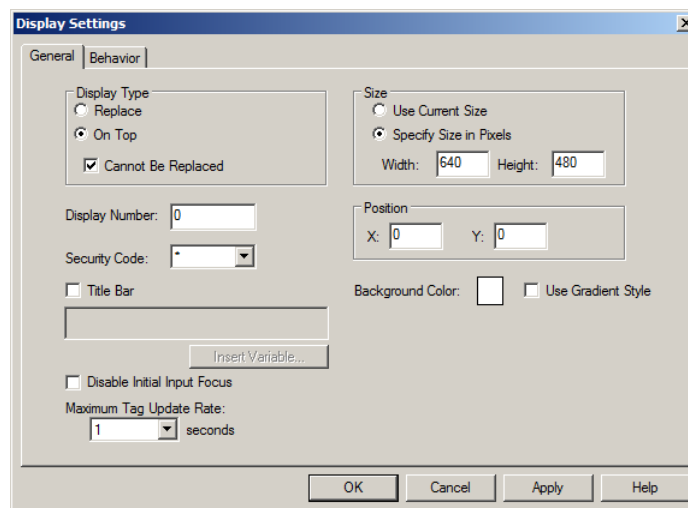 Display Settings
General
Behavior
Display Type
Replace
On Top
Cannot Be Replaced
Display Number: 0
Security Code: *
Title Bar
Insert Variable...
Disable Initial Input Focus
Maximum Tag Update Rate:
1 seconds
Size
Use Current Size
Specify Size in Pixels
Width: 640 Height: 480
Position
X: 0 Y: 0
Background Color: Use Gradient Style
OK Cancel Apply Help